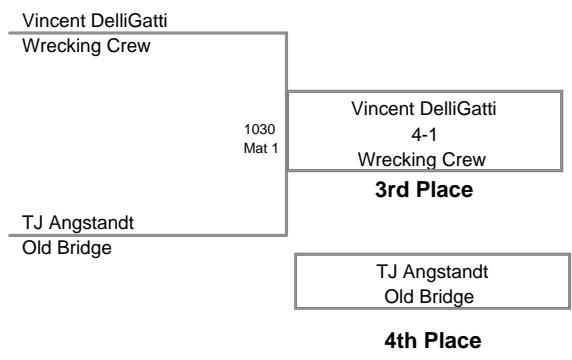 Vincent DelliGatti
Wrecking Crew
1030
Mat 1
Vincent DelliGatti
4-1
Wrecking Crew
3rd Place
TJ Angstandt
Old Bridge
TJ Angstandt
Old Bridge
4th Place